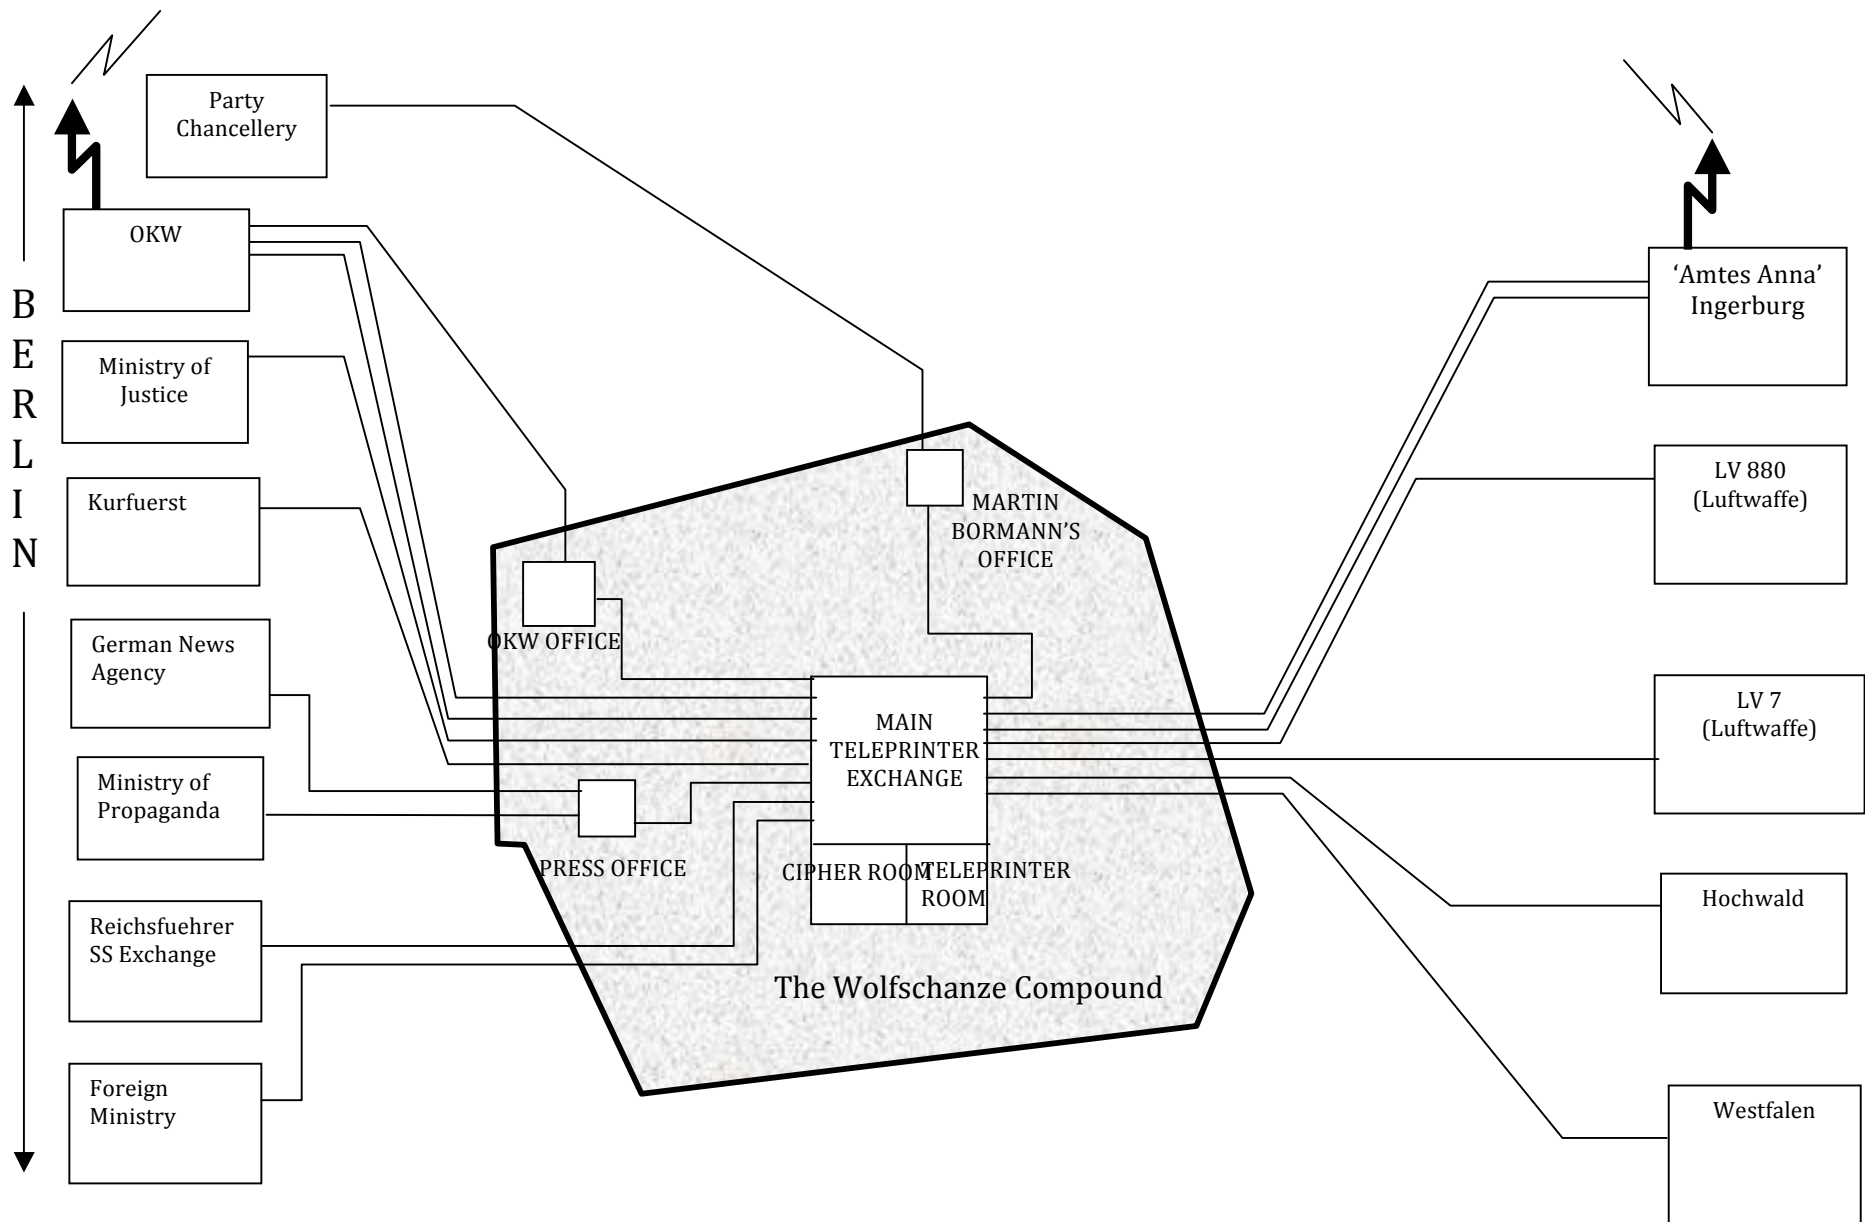 BERLIN
Party
Chancellery
OKW
Ministry of
Justice
Kurfuerst
German News
Agency
Ministry of
Propaganda
Reichsfuehrer
SS Exchange
Foreign
Ministry
MARTIN
BORMANN’S
OFFICE
OKW OFFICE
MAIN
TELEPRINTER
EXCHANGE
PRESS OFFICE
CIPHER ROOM
TELEPRINTER
ROOM
The Wolfschanze Compound
‘Amtes Anna’
Ingerburg
LV 880
(Luftwaffe)
LV 7
(Luftwaffe)
Hochwald
Westfalen